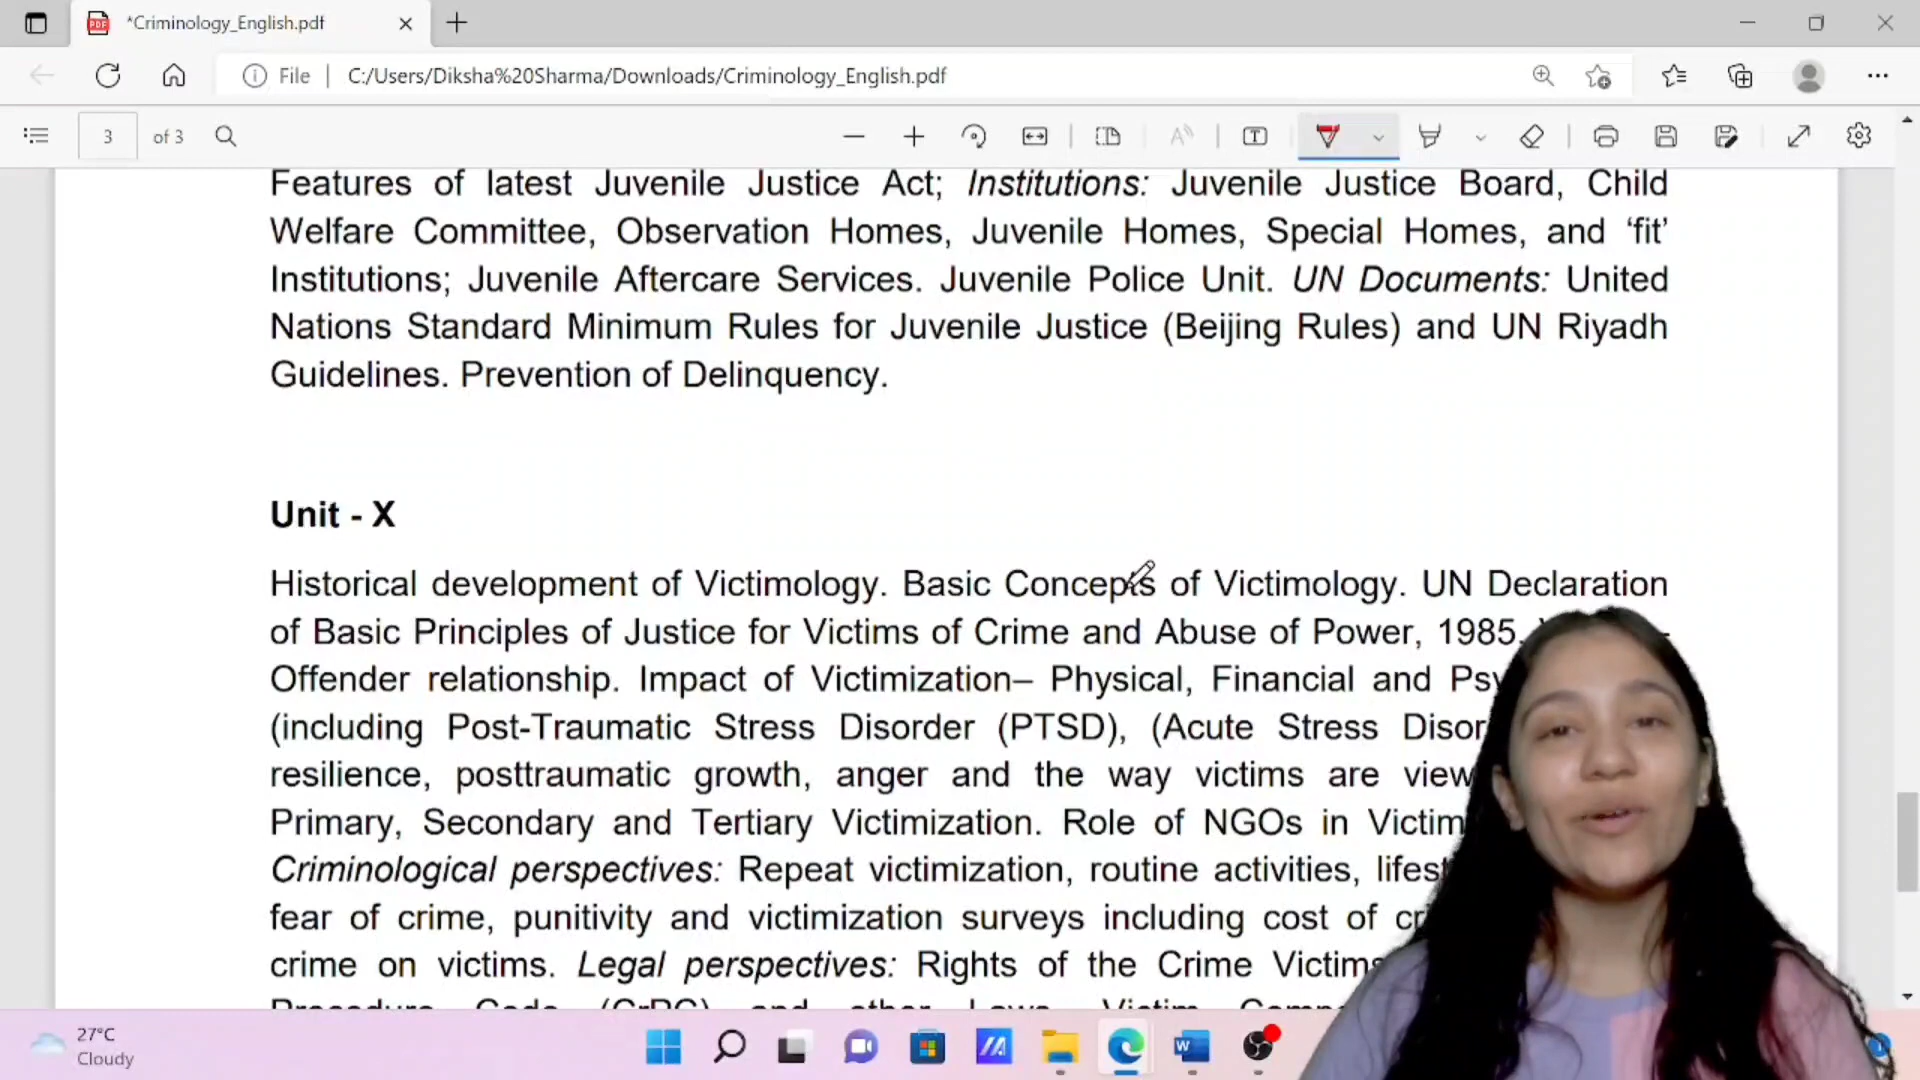 *Criminology_English.pdf
File | C:/Users/Diksha%20Sharma/Downloads/Criminology_English.pdf
3 of 3
Features of latest Juvenile Justice Act; Institutions: Juvenile Justice Board, Child
Welfare Committee, Observation Homes, Juvenile Homes, Special Homes, and ‘fit’
Institutions; Juvenile Aftercare Services. Juvenile Police Unit. UN Documents: United
Nations Standard Minimum Rules for Juvenile Justice (Beijing Rules) and UN Riyadh
Guidelines. Prevention of Delinquency.
Unit - X
Historical development of Victimology. Basic Concepts of Victimology. UN Declaration
of Basic Principles of Justice for Victims of Crime and Abuse of Power, 1985.
Offender relationship. Impact of Victimization– Physical, Financial and
(including Post-Traumatic Stress Disorder (PTSD), (Acute Stress
resilience, posttraumatic growth, anger and the way victims are
Primary, Secondary and Tertiary Victimization. Role of NGOs in
Criminological perspectives: Repeat victimization, routine activities,
fear of crime, punitivity and victimization surveys including cost of
crime on victims. Legal perspectives: Rights of the Crime
27°C
Cloudy